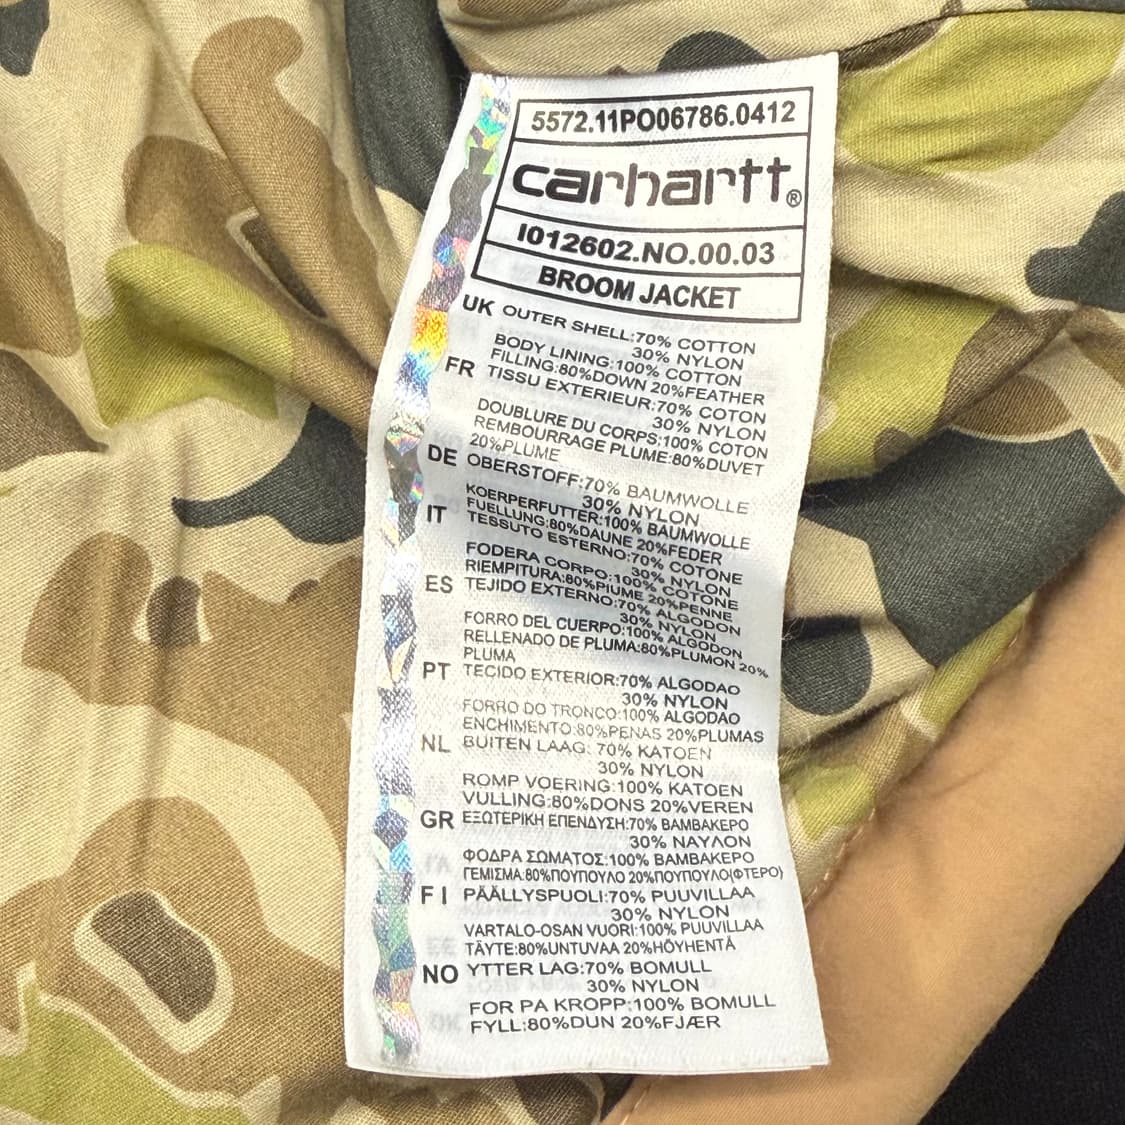 5572.11PO06786.0412
carhartt®
I012602.NO.00.03
BROOM JACKET
UK OUTER SHELL:70% COTTON
30% NYLON
BODY LINING:100% COTTON
FILLING:80%DOWN 20%FEATHER
FR TISSU EXTERIEUR:70% COTON
30% NYLON
DOUBLURE DU CORPS:100% COTON
REMBOURRAGE PLUME:80%DUVET
20%PLUME
DE OBERSTOFF:70% BAUMWOLLE
30% NYLON
KOERPERFUTTER:100% BAUMWOLLE
FUELLUNG:80%DAUNE 20%FEDER
IT TESSUTO ESTERNO:70% COTONE
30% NYLON
FODERA CORPO:100% COTONE
RIEMPITURA:80%PIUME 20%PENNE
ES TEJIDO EXTERNO:70% ALGODON
30% NYLON
FORRO DEL CUERPO:100% ALGODON
RELLENADO DE PLUMA:80%PLUMON 20%
PLUMA
PT TECIDO EXTERIOR:70% ALGODAO
30% NYLON
FORRO DO TRONCO:100% ALGODAO
ENCHIMENTO:80%PENAS 20%PLUMAS
NL BUITEN LAAG: 70% KATOEN
30% NYLON
ROMP VOERING:100% KATOEN
VULLING:80%DONS 20%VEREN
GR ΕΞΩΤΕΡΙΚΗ ΕΠΕΝΔΥΣΗ:70% ΒΑΜΒΑΚΕΡΟ
30% ΝΑΥΛΟΝ
ΦΟΔΡΑ ΣΩΜΑΤΟΣ:100% ΒΑΜΒΑΚΕΡΟ
ΓΕΜΙΣΜΑ:80%ΠΟΥΠΟΥΛΟ 20%ΠΟΥΠΟΥΛΟ(ΦΤΕΡΟ)
FI PÄÄLLYSPUOLI:70% PUUVILLAA
30% NYLON
VARTALO-OSAN VUORI:100% PUUVILLAA
TÄYTE:80%UNTUVAA 20%HÖYHENTÄ
NO YTTER LAG:70% BOMULL
30% NYLON
FOR PA KROPP:100% BOMULL
FYLL:80%DUN 20%FJÆR